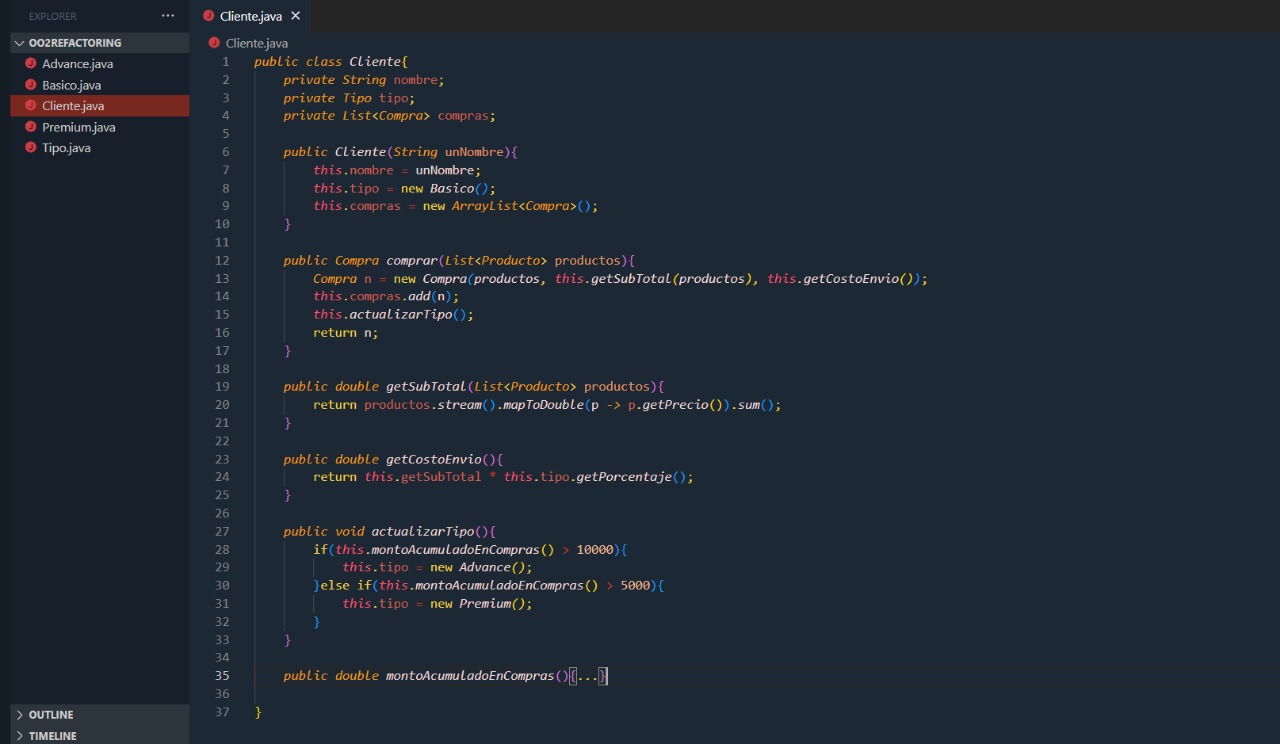 EXPLORER
...
OO2REFACTORING
Advance.java
Basico.java
Cliente.java
Premium.java
Tipo.java
OUTLINE
TIMELINE
Cliente.java
Cliente.java
1 public class Cliente{
2 private String nombre;
3 private Tipo tipo;
4 private List<Compra> compras;
5
6 public Cliente(String unNombre){
7 this.nombre = unNombre;
8 this.tipo = new Basico();
9 this.compras = new ArrayList<Compra>();
10 }
11
12 public Compra comprar(List<Producto> productos){
13 Compra n = new Compra(productos, this.getSubTotal(productos), this.getCostoEnvio());
14 this.compras.add(n);
15 this.actualizarTipo();
16 return n;
17 }
18
19 public double getSubTotal(List<Producto> productos){
20 return productos.stream().mapToDouble(p -> p.getPrecio()).sum();
21 }
22
23 public double getCostoEnvio(){
24 return this.getSubTotal * this.tipo.getPorcentaje();
25 }
26
27 public void actualizarTipo(){
28 if(this.montoAcumuladoEnCompras() > 10000){
29 this.tipo = new Advance();
30 }else if(this.montoAcumuladoEnCompras() > 5000){
31 this.tipo = new Premium();
32 }
33 }
34
35 public double montoAcumuladoEnCompras(){...}
36
37 }